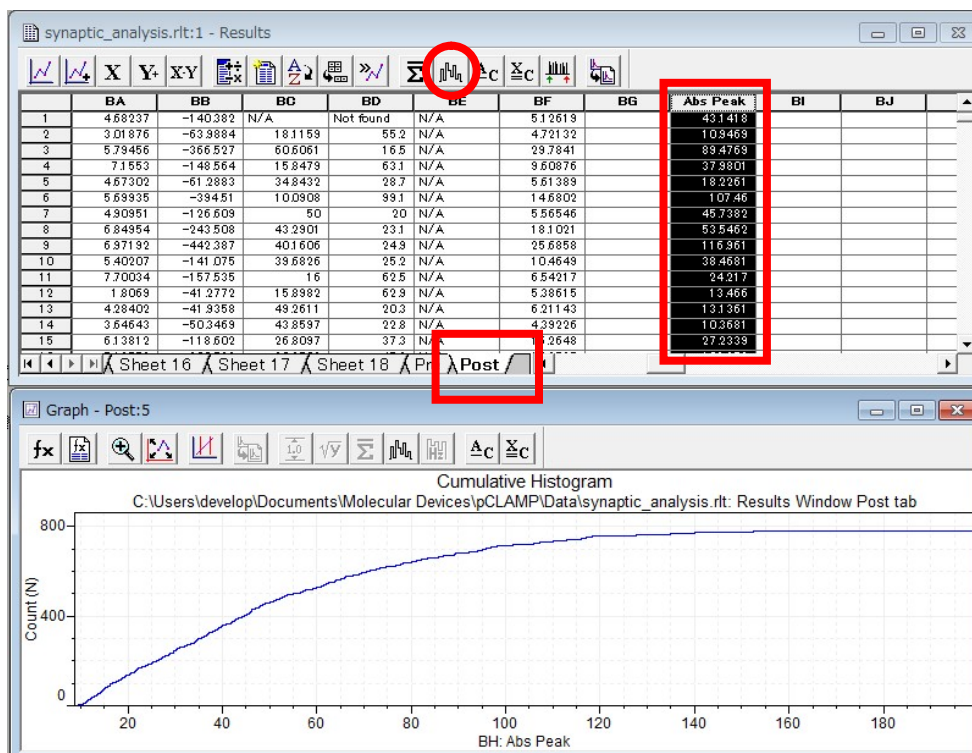 synaptic_analysis.rlt:1 - Results
X Y+ X-Y A Z Σ A C X C
BA BB BC BD BE BF BG Abs Peak BI BJ
1 4.68237 -140.382 N/A Not found N/A 5.12619 43.1418
2 3.01876 -63.9884 18.1159 55.2 N/A 4.72132 10.9469
3 5.79456 -366.527 60.6061 16.5 N/A 29.7841 89.4769
4 7.1553 -148.564 15.8479 63.1 N/A 9.60876 37.9801
5 4.67302 -61.2883 34.8432 28.7 N/A 5.61389 18.2261
6 5.69935 -394.51 10.0908 99.1 N/A 14.6802 107.46
7 4.90951 -126.609 50 20 N/A 5.56546 45.7382
8 6.84954 -243.508 43.2901 23.1 N/A 18.1021 53.5462
9 6.97192 -442.387 40.1606 24.9 N/A 25.6858 116.961
10 5.40207 -141.075 39.6826 25.2 N/A 10.4649 38.4681
11 7.70034 -157.535 16 62.5 N/A 6.54217 24.217
12 1.8069 -41.2772 15.8982 62.9 N/A 5.38615 13.466
13 4.28402 -41.9358 49.2611 20.3 N/A 6.21143 13.1361
14 3.64643 -50.3469 43.8597 22.8 N/A 4.39226 10.3681
15 6.13812 -118.602 26.8097 37.3 N/A 5.2648 27.2339
Sheet 16 Sheet 17 Sheet 18 Pr Post
Graph - Post:5
fx fx 1.0 √y Σ Hz A C X C
Cumulative Histogram
C:\Users\develop\Documents\Molecular Devices\pCLAMP\Data\synaptic_analysis.rlt: Results Window Post tab
800
400
0
Count (N)
20 40 60 80 100 120 140 160 180
BH: Abs Peak